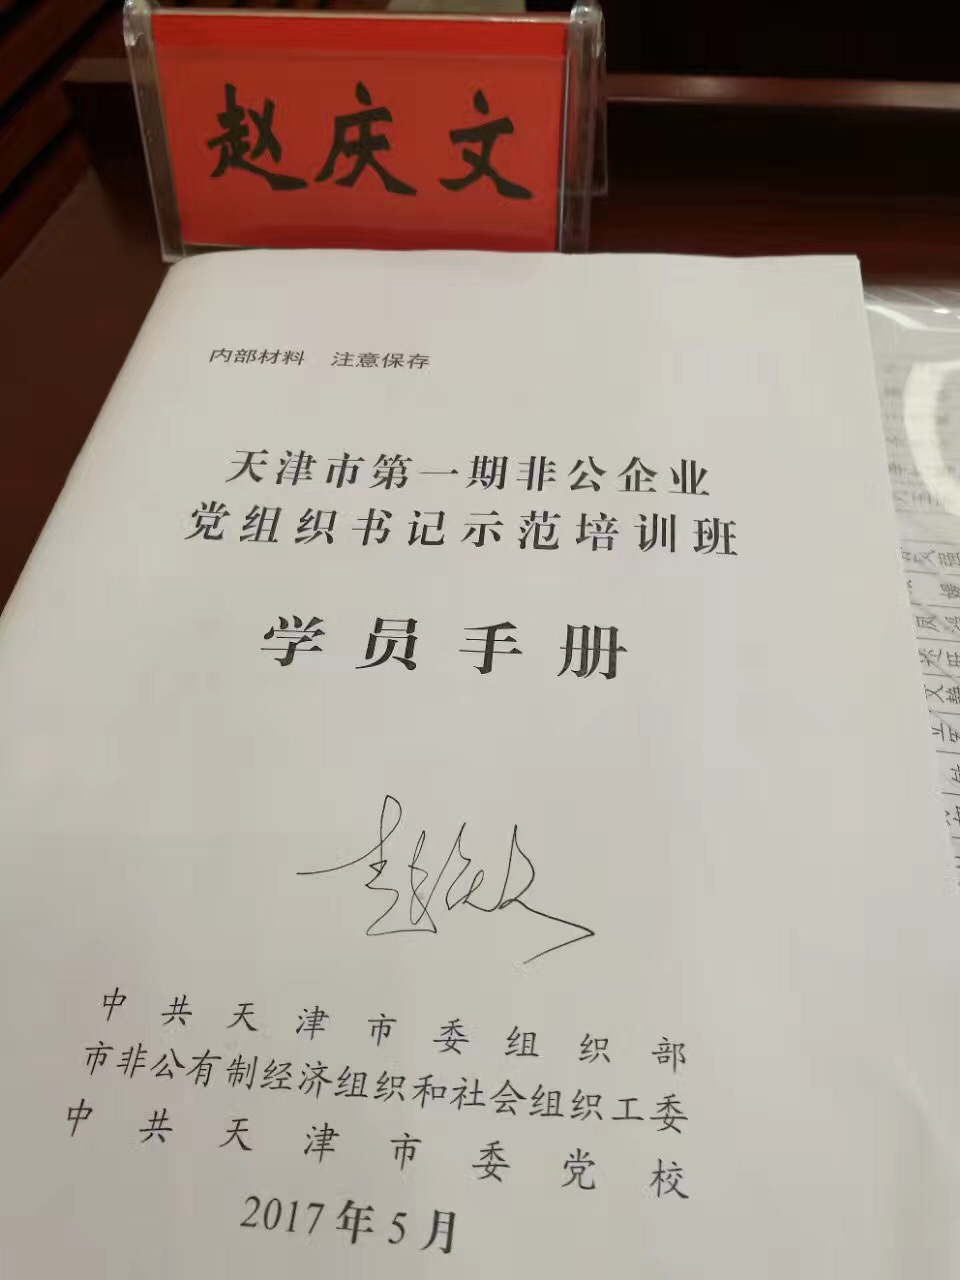 赵庆文
内部材料 注意保存
天津市第一期非公企业
党组织书记示范培训班
学员手册
赵庆文
中共天津市委组织部
市非公有制经济组织和社会组织工委
中共天津市委党校
2017年5月